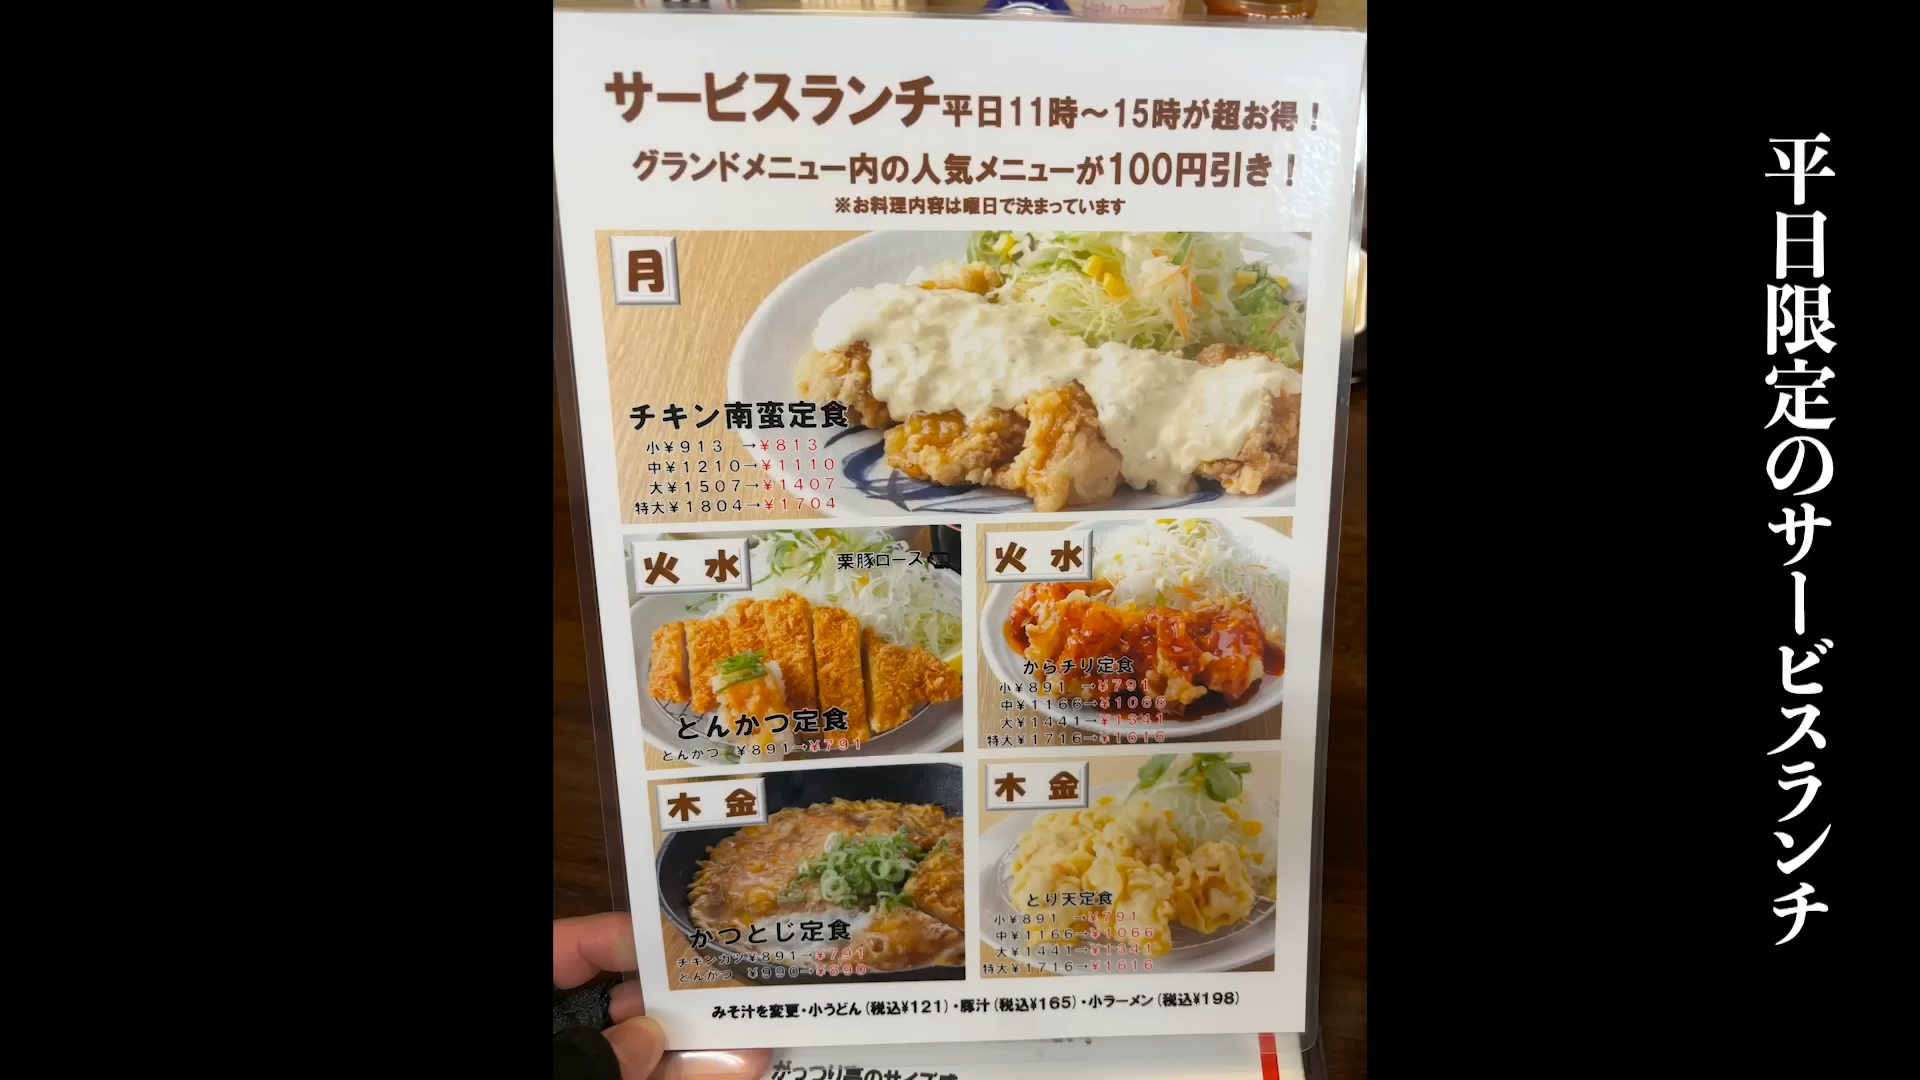 サービスランチ平日11時～15時が超お得！
グランドメニュー内の人気メニューが100円引き！
※お料理内容は曜日で決まっています
月
チキン南蛮定食
小¥913 →¥813
中¥1210→¥1110
大¥1507→¥1407
特大¥1804→¥1704
火 水
栗豚ロース
とんかつ定食
とんかつ ¥891→¥791
火 水
からチリ定食
小¥891 →¥791
中¥1166→¥1066
大¥1441→¥1341
特大¥1716→¥1616
木 金
かつとじ定食
チキンカツ¥891→¥791
とんかつ ¥990→¥890
木 金
とり天定食
小¥891 →¥791
中¥1166→¥1066
大¥1441→¥1341
特大¥1716→¥1616
みそ汁を変更・小うどん(税込¥121)・豚汁(税込¥165)・小ラーメン(税込¥198)
平日限定のサービスランチ